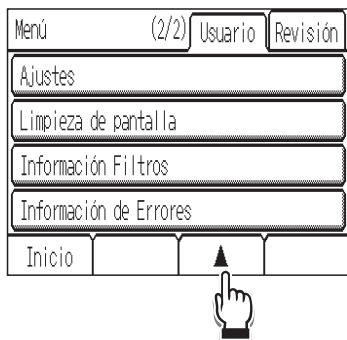 Menú (2/2) Usuario Revisión
Ajustes
Limpieza de pantalla
Información Filtros
Información de Errores
Inicio ▲